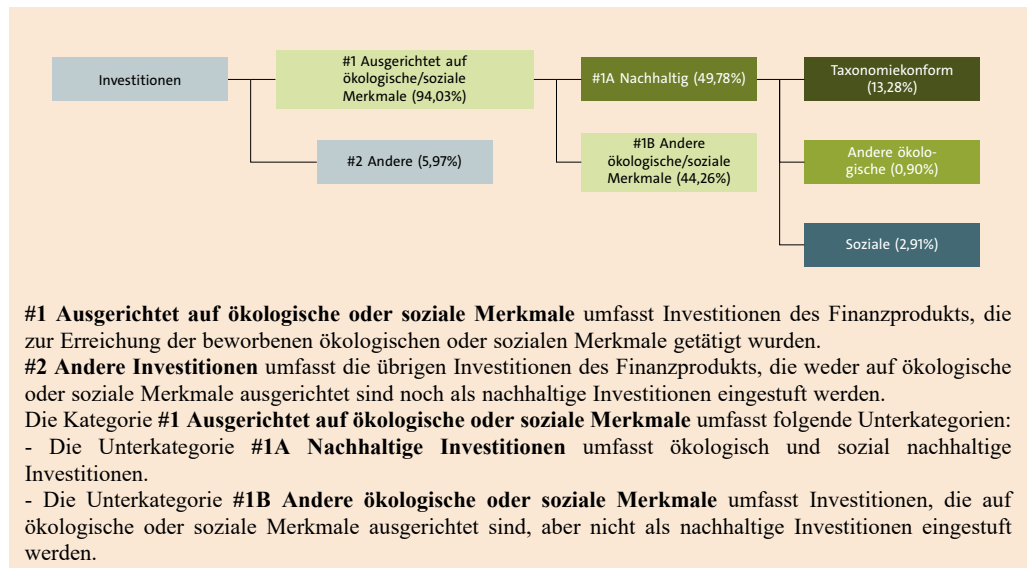 Investitionen
#1 Ausgerichtet auf
ökologische/soziale
Merkmale (94,03%)
#1A Nachhaltig (49,78%)
Taxonomiekonform
(13,28%)
#2 Andere (5,97%)
#1B Andere
ökologische/soziale
Merkmale (44,26%)
Andere ökolo-
gische (0,90%)
Soziale (2,91%)
#1 Ausgerichtet auf ökologische oder soziale Merkmale umfasst Investitionen des Finanzprodukts, die
zur Erreichung der beworbenen ökologischen oder sozialen Merkmale getätigt wurden.
#2 Andere Investitionen umfasst die übrigen Investitionen des Finanzprodukts, die weder auf ökologische
oder soziale Merkmale ausgerichtet sind noch als nachhaltige Investitionen eingestuft werden.
Die Kategorie #1 Ausgerichtet auf ökologische oder soziale Merkmale umfasst folgende Unterkategorien:
- Die Unterkategorie #1A Nachhaltige Investitionen umfasst ökologisch und sozial nachhaltige
Investitionen.
- Die Unterkategorie #1B Andere ökologische oder soziale Merkmale umfasst Investitionen, die auf
ökologische oder soziale Merkmale ausgerichtet sind, aber nicht als nachhaltige Investitionen eingestuft
werden.